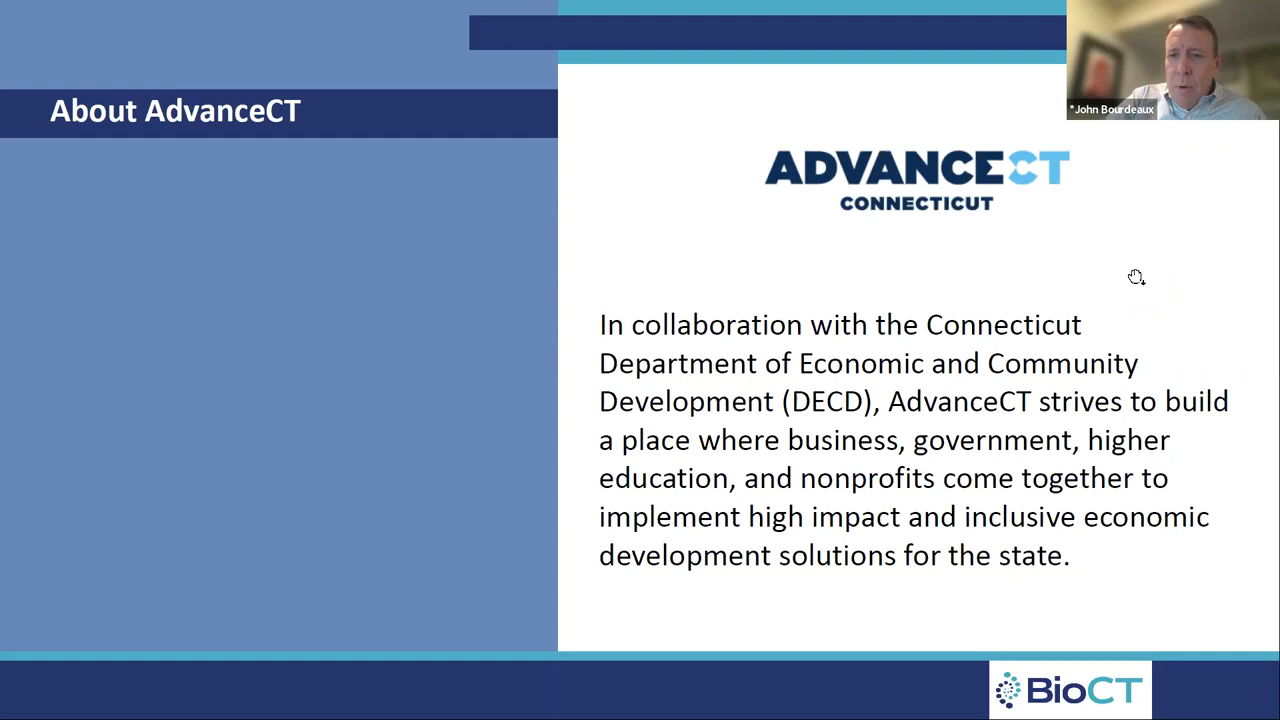 About AdvanceCT
*John Bourdeaux
ADVANCECT
CONNECTICUT
In collaboration with the Connecticut
Department of Economic and Community
Development (DECD), AdvanceCT strives to build
a place where business, government, higher
education, and nonprofits come together to
implement high impact and inclusive economic
development solutions for the state.
BioCT